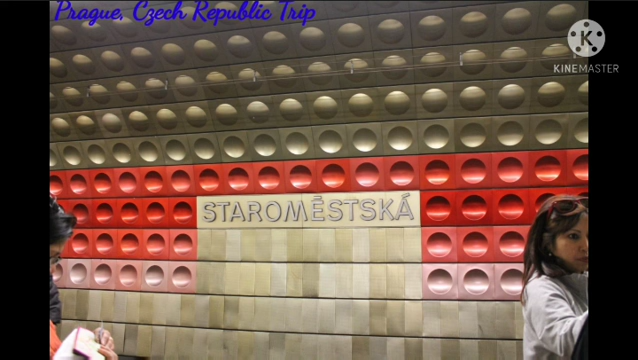 Prague, Czech Republic Trip
K
KINEMASTER
STAROMĚSTSKÁ